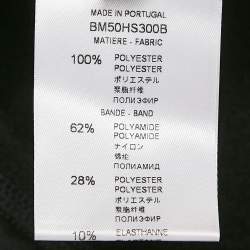 MADE IN PORTUGAL
BM50HS300B
MATIERE - FABRIC
100% POLYESTER
POLYESTER
ポリエステル
聚脂纤维
ПОЛИЭФИР
BANDE - BAND
62% POLYAMIDE
POLYAMIDE
ナイロン
锦纶
ПОЛИАМИД
28% POLYESTER
POLYESTER
ポリエステル
聚脂纤维
ПОЛИЭФИР
10% ELASTHANNE